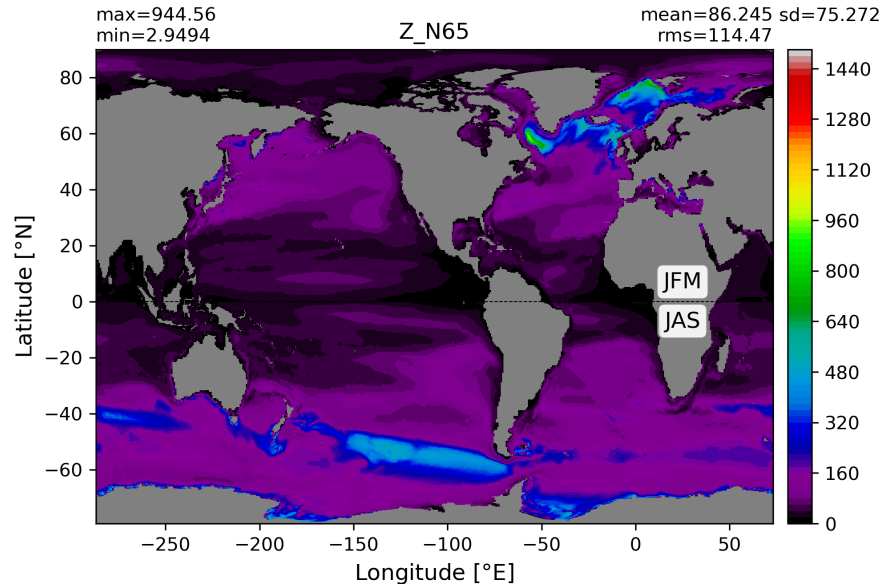 max=944.56
min=2.9494
Z_N65
mean=86.245 sd=75.272
rms=114.47
80
60
40
20
0
−20
−40
−60
Latitude [°N]
JFM
JAS
1440
1280
1120
960
800
640
480
320
160
0
−250 −200 −150 −100 −50 0 50
Longitude [°E]